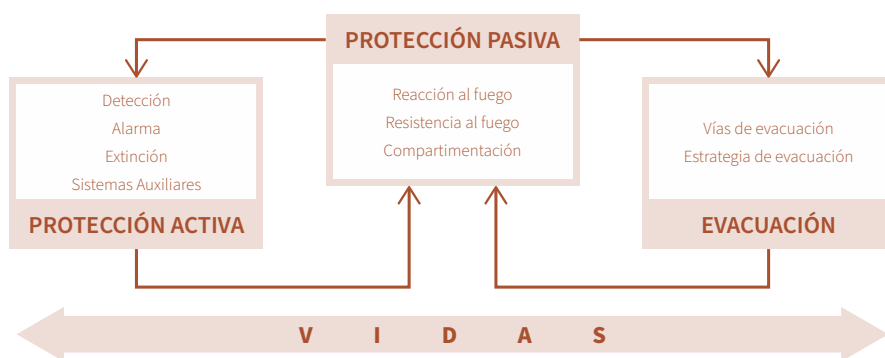 PROTECCIÓN PASIVA
Reacción al fuego
Resistencia al fuego
Compartimentación
Detección
Alarma
Extinción
Sistemas Auxiliares
PROTECCIÓN ACTIVA
Vías de evacuación
Estrategia de evacuación
EVACUACIÓN
V I D A S